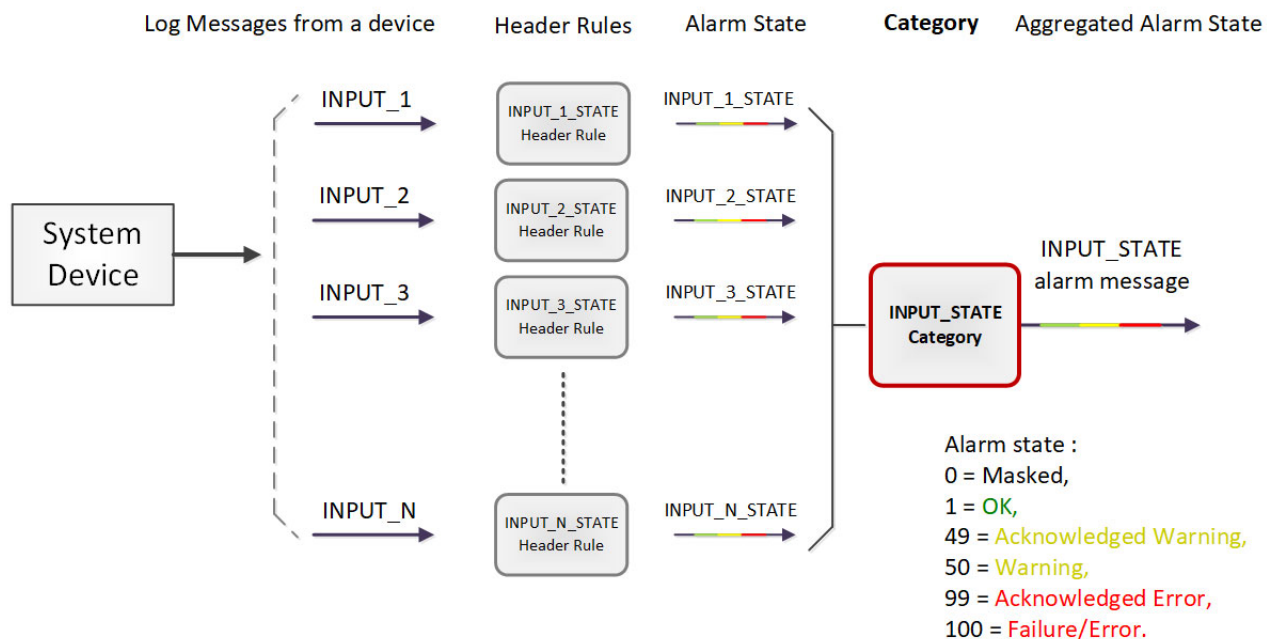 Log Messages from a device
Header Rules
Alarm State
Category
Aggregated Alarm State
System
Device
INPUT_1
INPUT_1_STATE
Header Rule
INPUT_1_STATE
INPUT_2
INPUT_2_STATE
Header Rule
INPUT_2_STATE
INPUT_3
INPUT_3_STATE
Header Rule
INPUT_3_STATE
INPUT_N
INPUT_N_STATE
Header Rule
INPUT_N_STATE
INPUT_STATE
Category
INPUT_STATE
alarm message
Alarm state :
0 = Masked,
1 = OK,
49 = Acknowledged Warning,
50 = Warning,
99 = Acknowledged Error,
100 = Failure/Error.